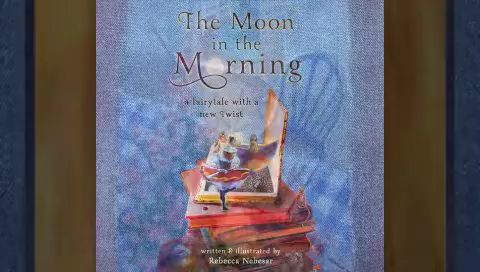 The Moon
in the
Morning
a fairytale with a
new Twist
written & illustrated by
Rebecca Nebesar